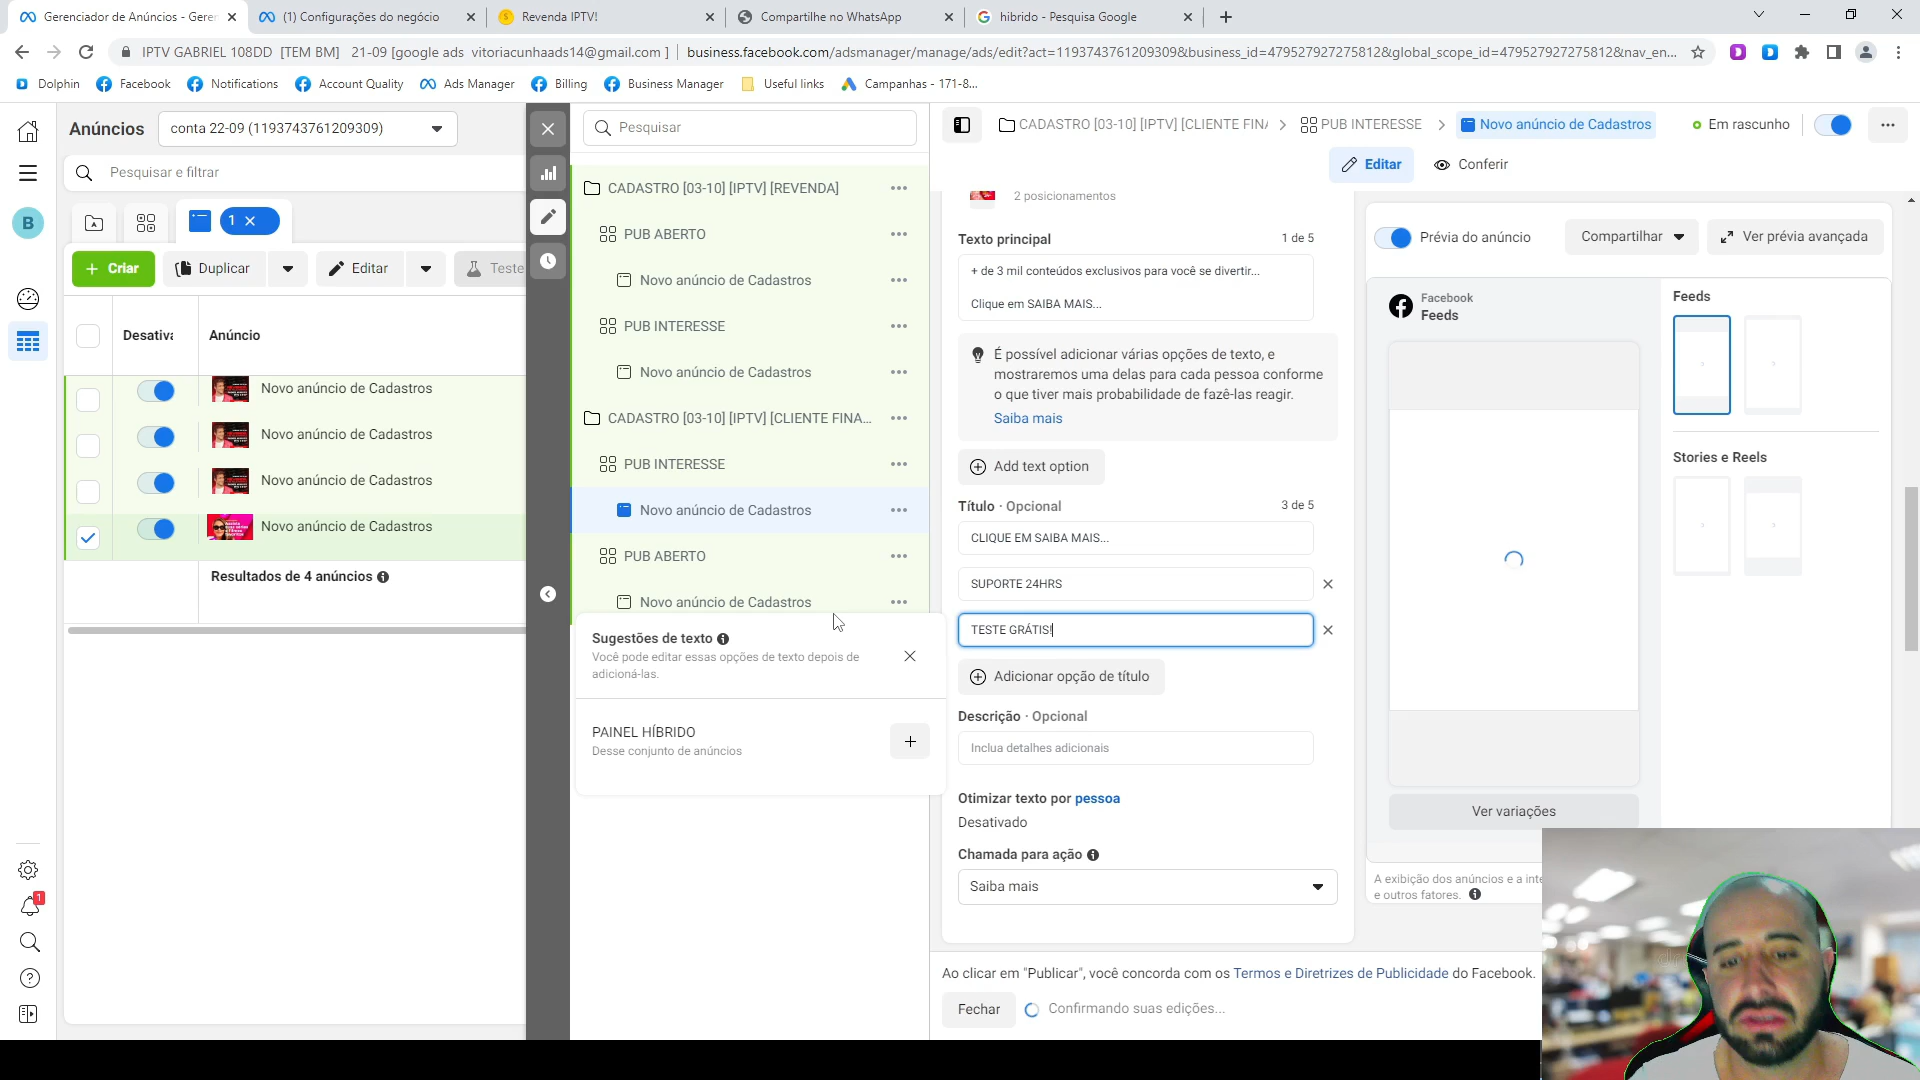 Gerenciador de Anúncios - Geren
(1) Configurações do negócio
Revenda IPTV!
Compartilhe no WhatsApp
hibrido - Pesquisa Google
IPTV GABRIEL 108DD [TEM BM] 21-09 [google ads vitoriacunhaads14@gmail.com ]
business.facebook.com/adsmanager/manage/ads/edit?act=1193743761209309&business_id=479527927275812&global_scope_id=479527927275812&nav_en...
Dolphin
Facebook
Notifications
Account Quality
Ads Manager
Billing
Business Manager
Useful links
Campanhas - 171-8...
Anúncios
conta 22-09 (1193743761209309)
Pesquisar e filtrar
B
1
Criar
Duplicar
Editar
Teste
Desativa
Anúncio
Novo anúncio de Cadastros
Novo anúncio de Cadastros
Novo anúncio de Cadastros
Novo anúncio de Cadastros
Resultados de 4 anúncios
1
Pesquisar
CADASTRO [03-10] [IPTV] [REVENDA]
PUB ABERTO
Novo anúncio de Cadastros
PUB INTERESSE
Novo anúncio de Cadastros
CADASTRO [03-10] [IPTV] [CLIENTE FINA...
PUB INTERESSE
Novo anúncio de Cadastros
PUB ABERTO
Novo anúncio de Cadastros
Sugestões de texto
Você pode editar essas opções de texto depois de
adicioná-las.
PAINEL HÍBRIDO
Desse conjunto de anúncios
CADASTRO [03-10] [IPTV] [CLIENTE FINA
PUB INTERESSE
Novo anúncio de Cadastros
Em rascunho
Editar
Conferir
2 posicionamentos
Texto principal
1 de 5
+ de 3 mil conteúdos exclusivos para você se divertir...
Clique em SAIBA MAIS...
É possível adicionar várias opções de texto, e
mostraremos uma delas para cada pessoa conforme
o que tiver mais probabilidade de fazê-las reagir.
Saiba mais
Add text option
Título · Opcional
3 de 5
CLIQUE EM SAIBA MAIS...
SUPORTE 24HRS
TESTE GRÁTIS!
Adicionar opção de título
Descrição · Opcional
Inclua detalhes adicionais
Otimizar texto por pessoa
Desativado
Chamada para ação
Saiba mais
Ao clicar em "Publicar", você concorda com os Termos e Diretrizes de Publicidade do Facebook.
Fechar
Confirmando suas edições...
Prévia do anúncio
Compartilhar
Ver prévia avançada
Facebook
Feeds
Feeds
Stories e Reels
Ver variações
A exibição dos anúncios e a inte
e outros fatores.